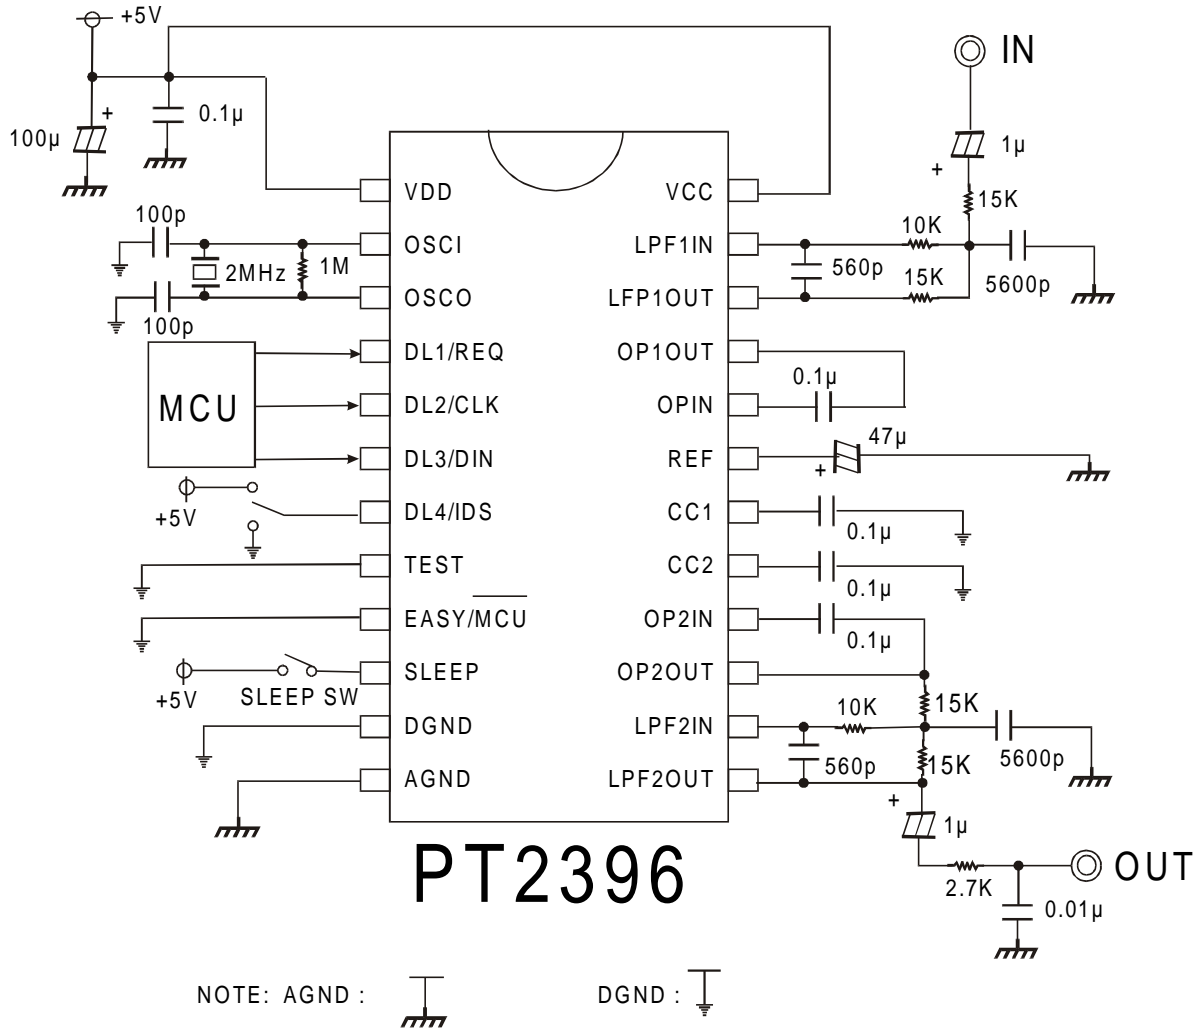 +5V
IN
+
0.1µ
100µ
1µ
+
15K
VDD
VCC
100p
10K
OSCI
LPF1IN
2MHz
1M
560p
15K
5600p
OSCO
LFP1OUT
100p
DL1/REQ
OP1OUT
0.1µ
MCU
DL2/CLK
OPIN
47µ
DL3/DIN
REF
+
+5V
DL4/IDS
CC1
0.1µ
TEST
CC2
0.1µ
EASY/MCU
OP2IN
0.1µ
SLEEP
OP2OUT
+5V
SLEEP SW
15K
10K
DGND
LPF2IN
5600p
560p
15K
AGND
LPF2OUT
+
1µ
PT2396
OUT
2.7K
0.01µ
NOTE: AGND :
DGND :